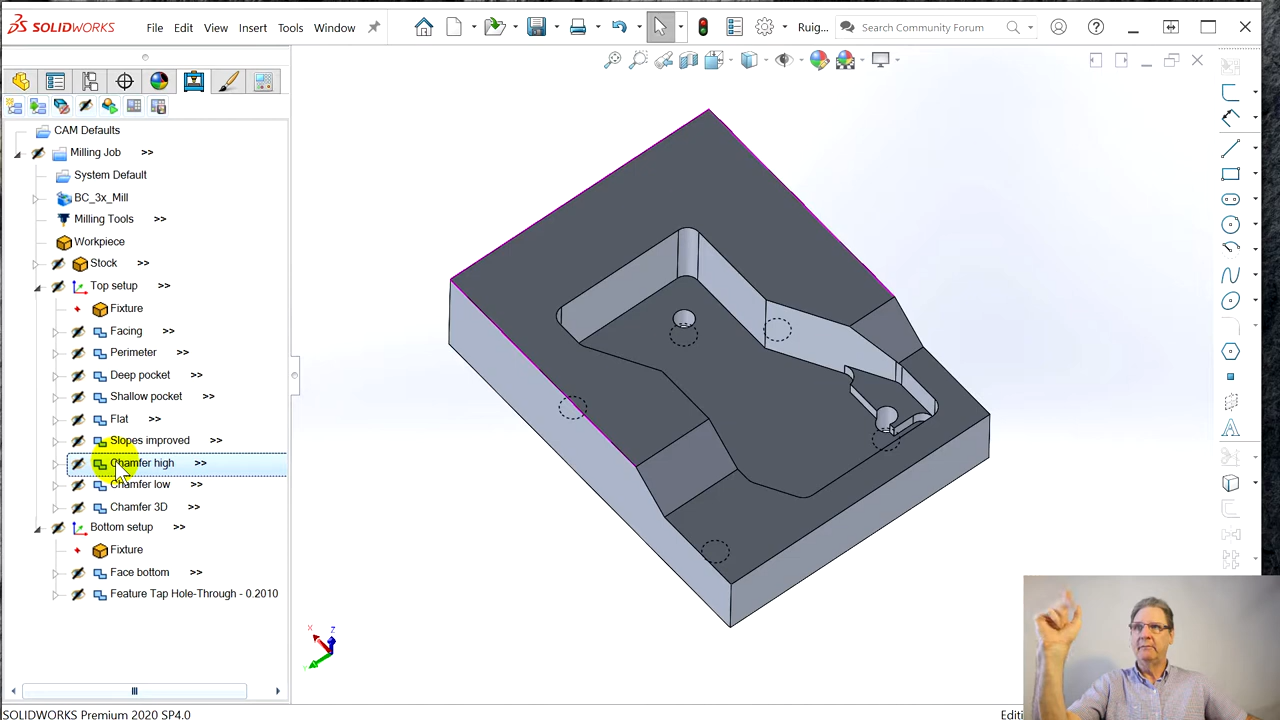 SOLIDWORKS File Edit View Insert Tools Window Ruig... Search Community Forum
CAM Defaults
Milling Job >>
System Default
BC_3x_Mill
Milling Tools >>
Workpiece
Stock >>
Top setup >>
Fixture
Facing >>
Perimeter >>
Deep pocket >>
Shallow pocket >>
Flat >>
Slopes improved >>
Chamfer high >>
Chamfer low >>
Chamfer 3D >>
Bottom setup >>
Fixture
Face bottom >>
Feature Tap Hole-Through - 0.2010
X Z
Y
SOLIDWORKS Premium 2020 SP4.0 Editi